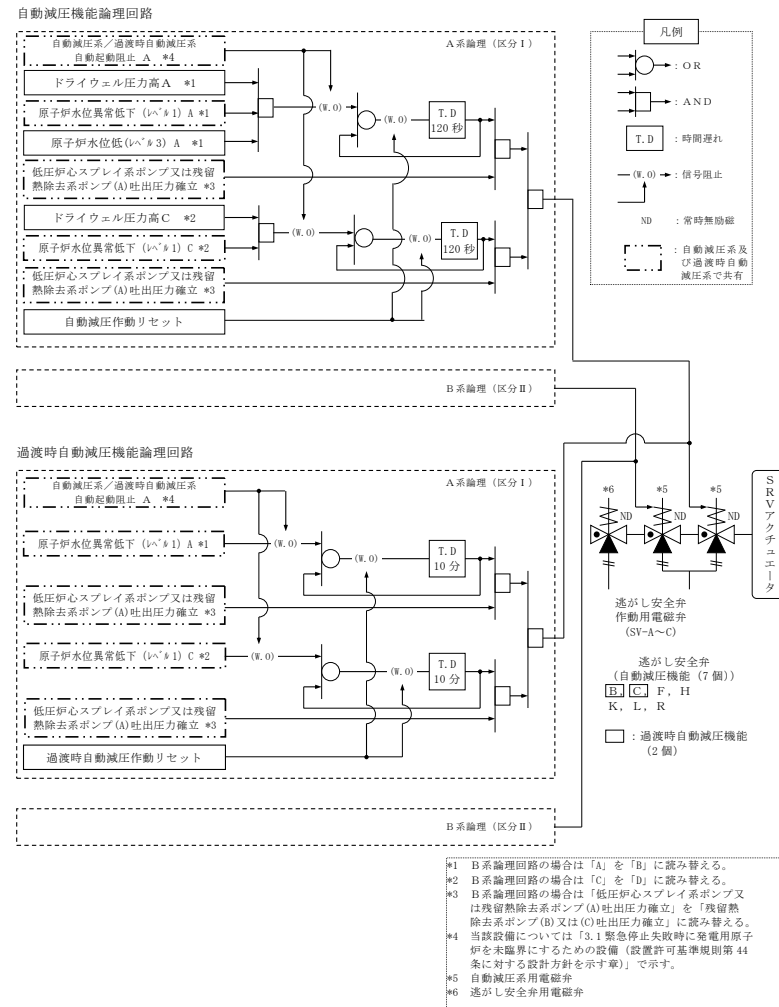 自動減圧機能論理回路
自動減圧系／過渡時自動減圧系
自動起動阻止 A *4
A系論理（区分Ⅰ）
ドライウェル圧力高A *1
原子炉水位異常低下（ﾚﾍﾞﾙ1）A *1
原子炉水位低(ﾚﾍﾞﾙ3) A *1
低圧炉心スプレイ系ポンプ又は残留
熱除去系ポンプ(A)吐出圧力確立 *3
ドライウェル圧力高C *2
原子炉水位異常低下（ﾚﾍﾞﾙ1）C *2
低圧炉心スプレイ系ポンプ又は残留
熱除去系ポンプ(A)吐出圧力確立 *3
自動減圧作動リセット
(W.O)
(W.O)
T.D
120秒
(W.O)
(W.O)
T.D
120秒
凡例
：OR
：AND
T.D ：時間遅れ
(W.O) ：信号阻止
ND ：常時無励磁
：自動減圧系及
び過渡時自動
減圧系で共有
B系論理（区分Ⅱ）
過渡時自動減圧機能論理回路
自動減圧系／過渡時自動減圧系
自動起動阻止 A *4
A系論理（区分Ⅰ）
原子炉水位異常低下（ﾚﾍﾞﾙ1）A *1
低圧炉心スプレイ系ポンプ又は残留
熱除去系ポンプ(A)吐出圧力確立 *3
原子炉水位異常低下（ﾚﾍﾞﾙ1）C *2
低圧炉心スプレイ系ポンプ又は残留
熱除去系ポンプ(A)吐出圧力確立 *3
過渡時自動減圧作動リセット
(W.O)
T.D
10分
(W.O)
(W.O)
T.D
10分
B系論理（区分Ⅱ）
*6 *5 *5
ND ND ND
SRVアクチュエータ
逃がし安全弁
作動用電磁弁
(SV-A～C)
逃がし安全弁
(自動減圧機能（7個）)
B, C, F, H
K, L, R
：過渡時自動減圧機能
（2個）
*1 B系論理回路の場合は「A」を「B」に読み替える。
*2 B系論理回路の場合は「C」を「D」に読み替える。
*3 B系論理回路の場合は「低圧炉心スプレイ系ポンプ又
は残留熱除去系ポンプ(A)吐出圧力確立」を「残留熱
除去系ポンプ(B)又は(C)吐出圧力確立」に読み替える。
*4 当該設備については「3.1 緊急停止失敗時に発電用原子
炉を未臨界にするための設備（設置許可基準規則第44
条に対する設計方針を示す章）」で示す。
*5 自動減圧系用電磁弁
*6 逃がし安全弁用電磁弁